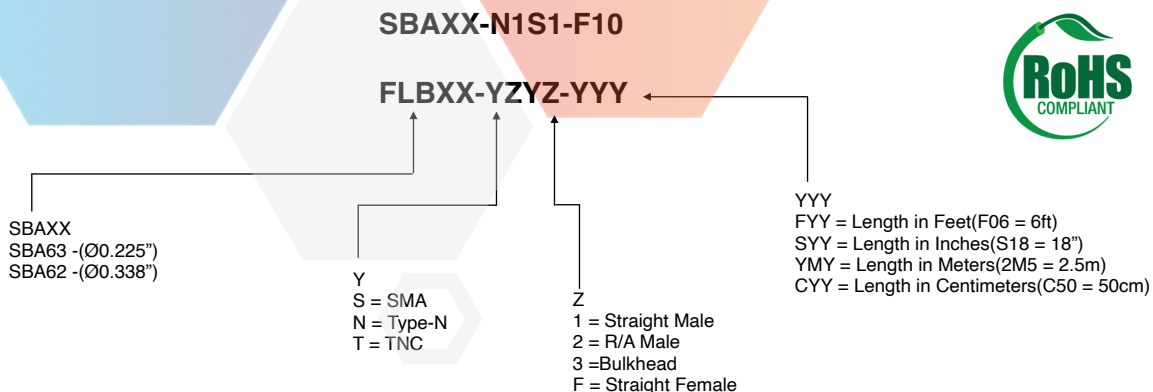 SBAXX-N1S1-F10
FLBXX-YZYZ-YYY
RoHS
COMPLIANT
SBAXX
SBA63 -(Ø0.225”)
SBA62 -(Ø0.338”)
Y
S = SMA
N = Type-N
T = TNC
Z
1 = Straight Male
2 = R/A Male
3 =Bulkhead
F = Straight Female
YYY
FYY = Length in Feet(F06 = 6ft)
SYY = Length in Inches(S18 = 18”)
YMY = Length in Meters(2M5 = 2.5m)
CYY = Length in Centimeters(C50 = 50cm)